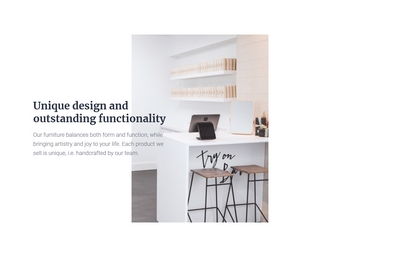 Unique design and
outstanding functionality
Our furniture balances both form and function, while
bringing artistry and joy to your life. Each product we
sell is unique, i.e. handcrafted by our team.
try on
Bar